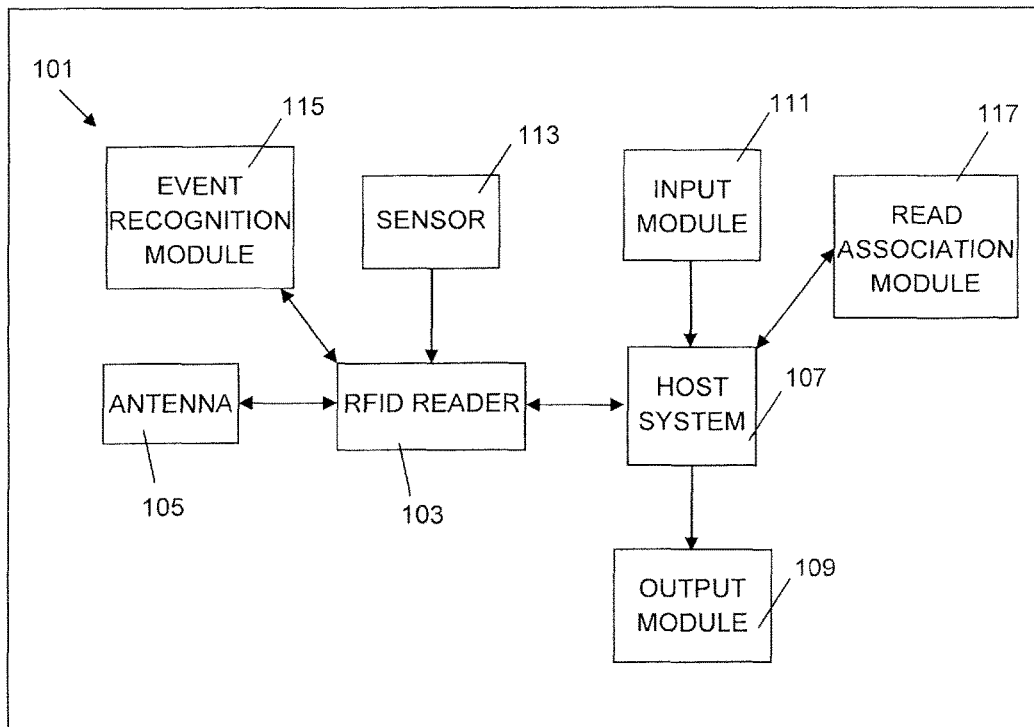 101
115
113
111
117
EVENT
RECOGNITION
MODULE
SENSOR
INPUT
MODULE
READ
ASSOCIATION
MODULE
ANTENNA
RFID READER
HOST
SYSTEM
107
105
103
OUTPUT
MODULE
109